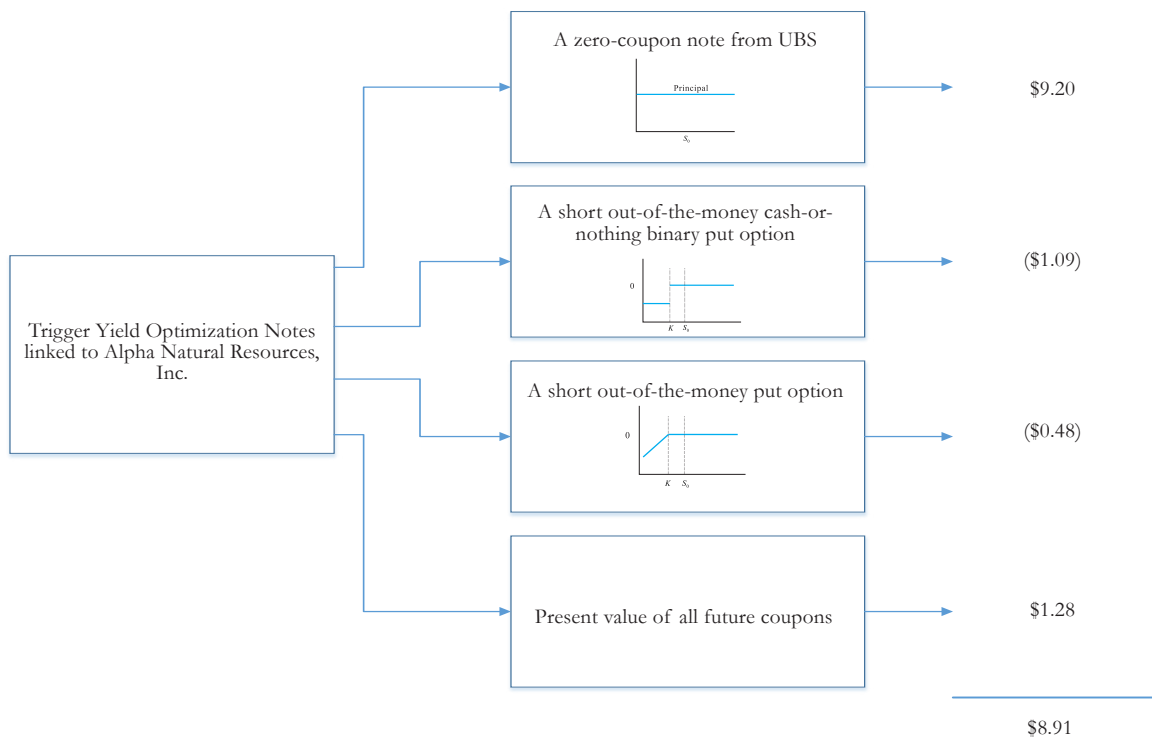 A zero-coupon note from UBS
Principal
S₀
$9.20
A short out-of-the-money cash-or-
nothing binary put option
0
K
S₀
($1.09)
Trigger Yield Optimization Notes
linked to Alpha Natural Resources,
Inc.
A short out-of-the-money put option
0
K
S₀
($0.48)
Present value of all future coupons
$1.28
$8.91